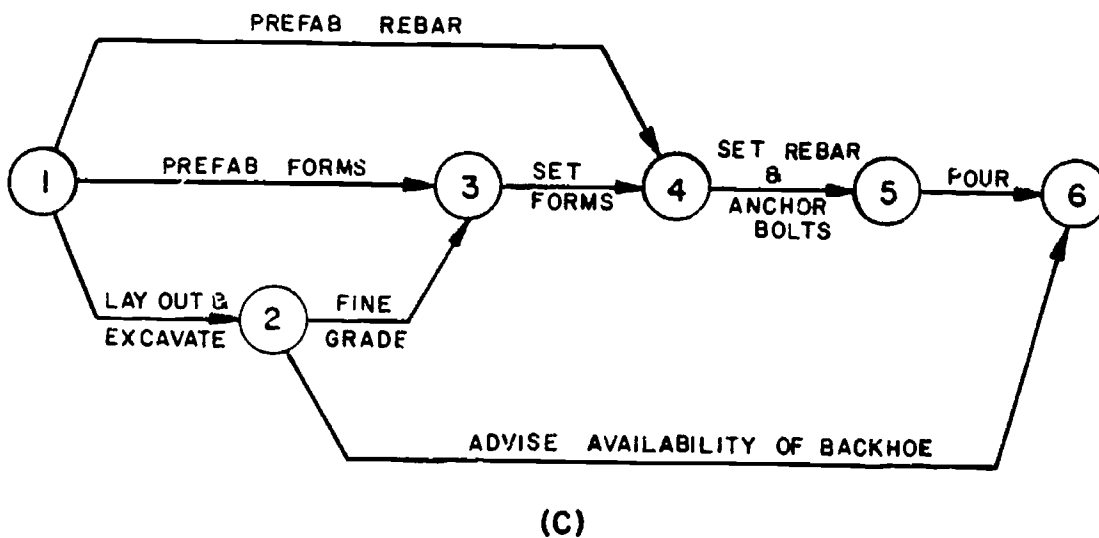 PREFAB REBAR
1
PREFAB FORMS
3
SET
FORMS
4
SET REBAR
&
ANCHOR
BOLTS
5
POUR
6
LAY OUT &
EXCAVATE
2
FINE
GRADE
ADVISE AVAILABILITY OF BACKHOE
(C)